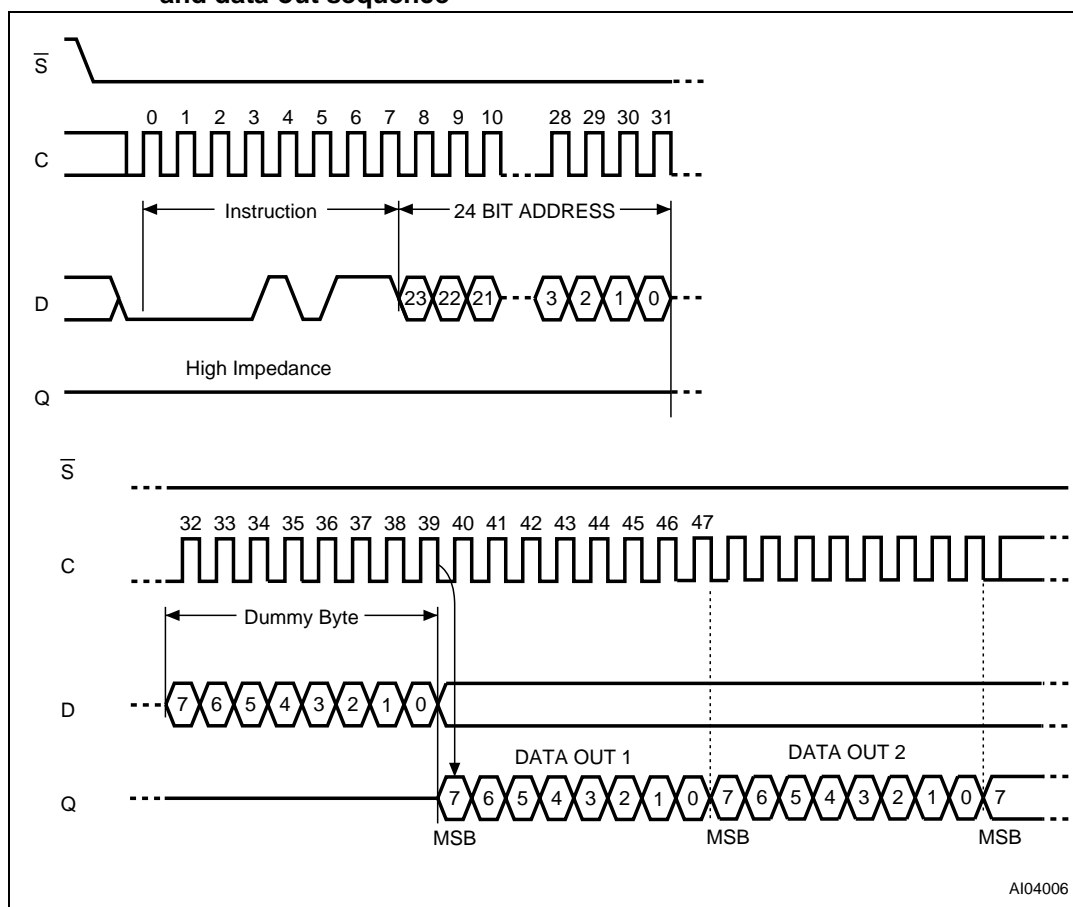 and data-out sequence
S
0 1 2 3 4 5 6 7 8 9 10 28 29 30 31
C
Instruction 24 BIT ADDRESS
D 23 22 21 3 2 1 0
High Impedance
Q
S
32 33 34 35 36 37 38 39 40 41 42 43 44 45 46 47
C
Dummy Byte
D 7 6 5 4 3 2 1 0
DATA OUT 1 DATA OUT 2
Q 7 6 5 4 3 2 1 0 7 6 5 4 3 2 1 0 7
MSB MSB MSB
AI04006